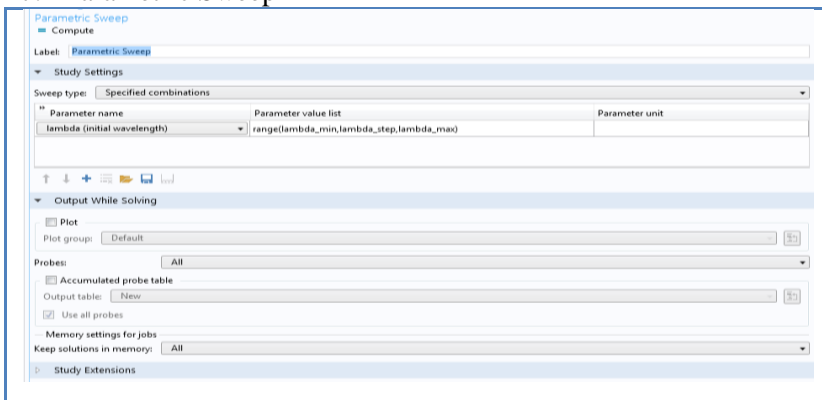 Parametric Sweep
Compute
Label: Parametric Sweep
Study Settings
Sweep type: Specified combinations
" Parameter name Parameter value list Parameter unit
lambda (initial wavelength) range(lambda_min,lambda_step,lambda_max)
Output While Solving
Plot
Plot group: Default
Probes: All
Accumulated probe table
Output table: New
Use all probes
Memory settings for jobs
Keep solutions in memory: All
Study Extensions